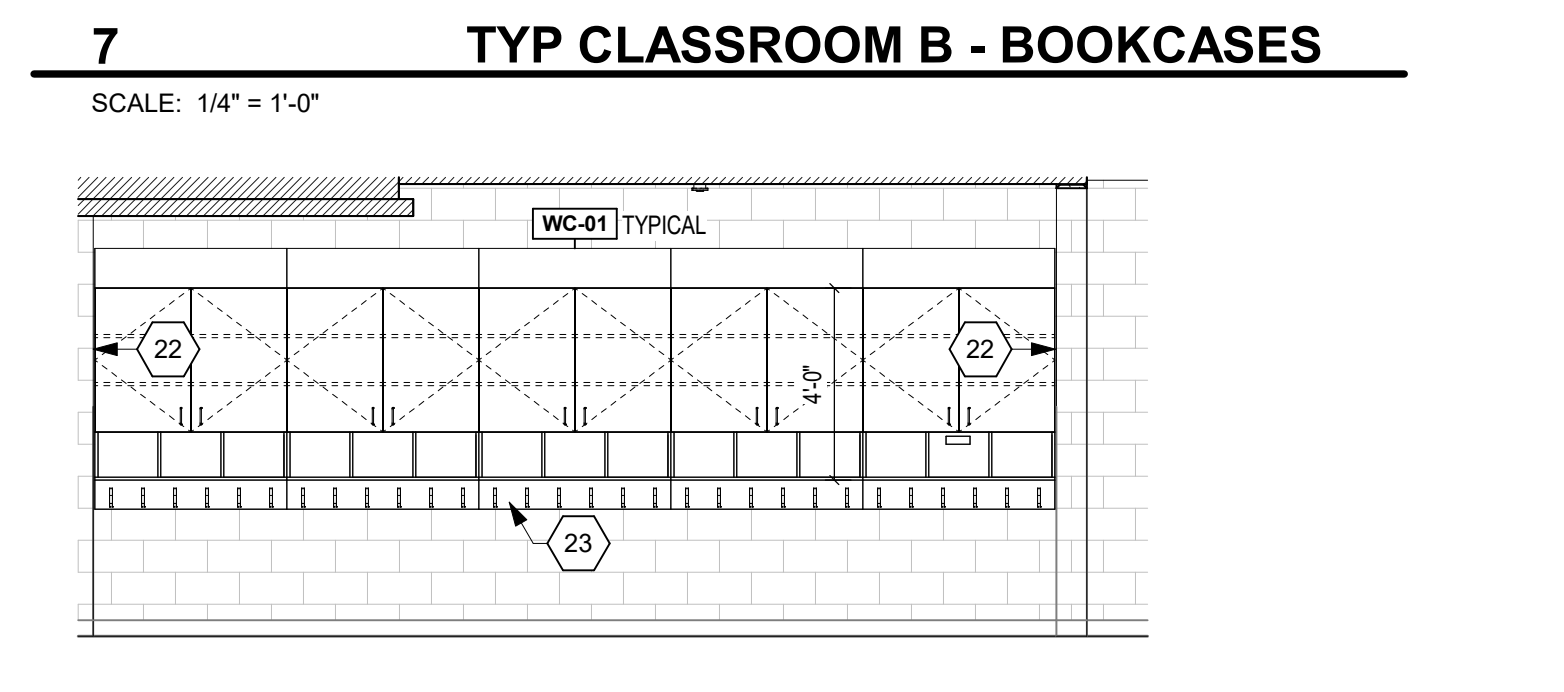 7 TYP CLASSROOM B - BOOKCASES
SCALE: 1/4" = 1'-0"
WC-01 TYPICAL
22
22
4'-0"
23